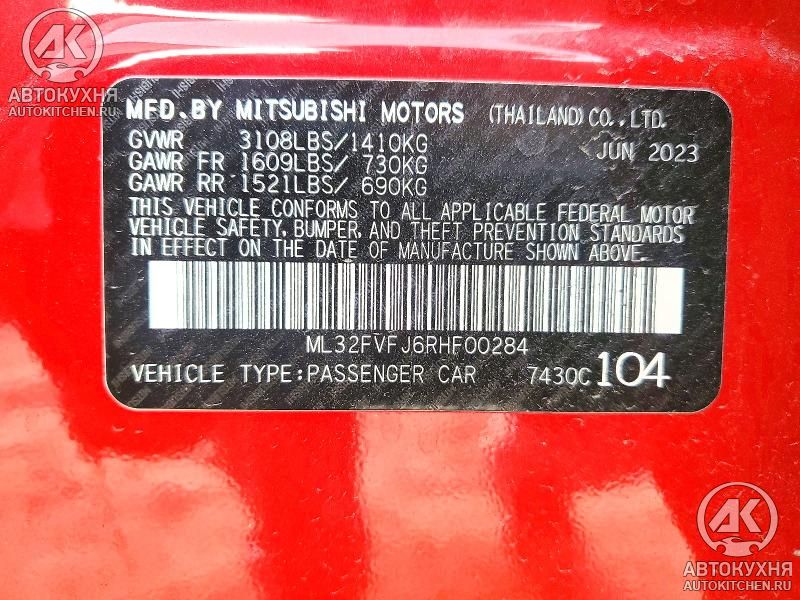 АК
АВТОКУХНЯ
AUTOKITCHEN.RU
MFD.BY MITSUBISHI MOTORS (THAILAND)CO.,LTD.
GVWR 3108LBS/1410KG JUN 2023
GAWR FR 1609LBS/ 730KG
GAWR RR 1521LBS/ 690KG
THIS VEHICLE CONFORMS TO ALL APPLICABLE FEDERAL MOTOR
VEHICLE SAFETY, BUMPER, AND THEFT PREVENTION STANDARDS
IN EFFECT ON THE DATE OF MANUFACTURE SHOWN ABOVE.
ML32FVFJ6RHF00284
VEHICLE TYPE:PASSENGER CAR 7430C 104
АК
АВТОКУХНЯ
AUTOKITCHEN.RU